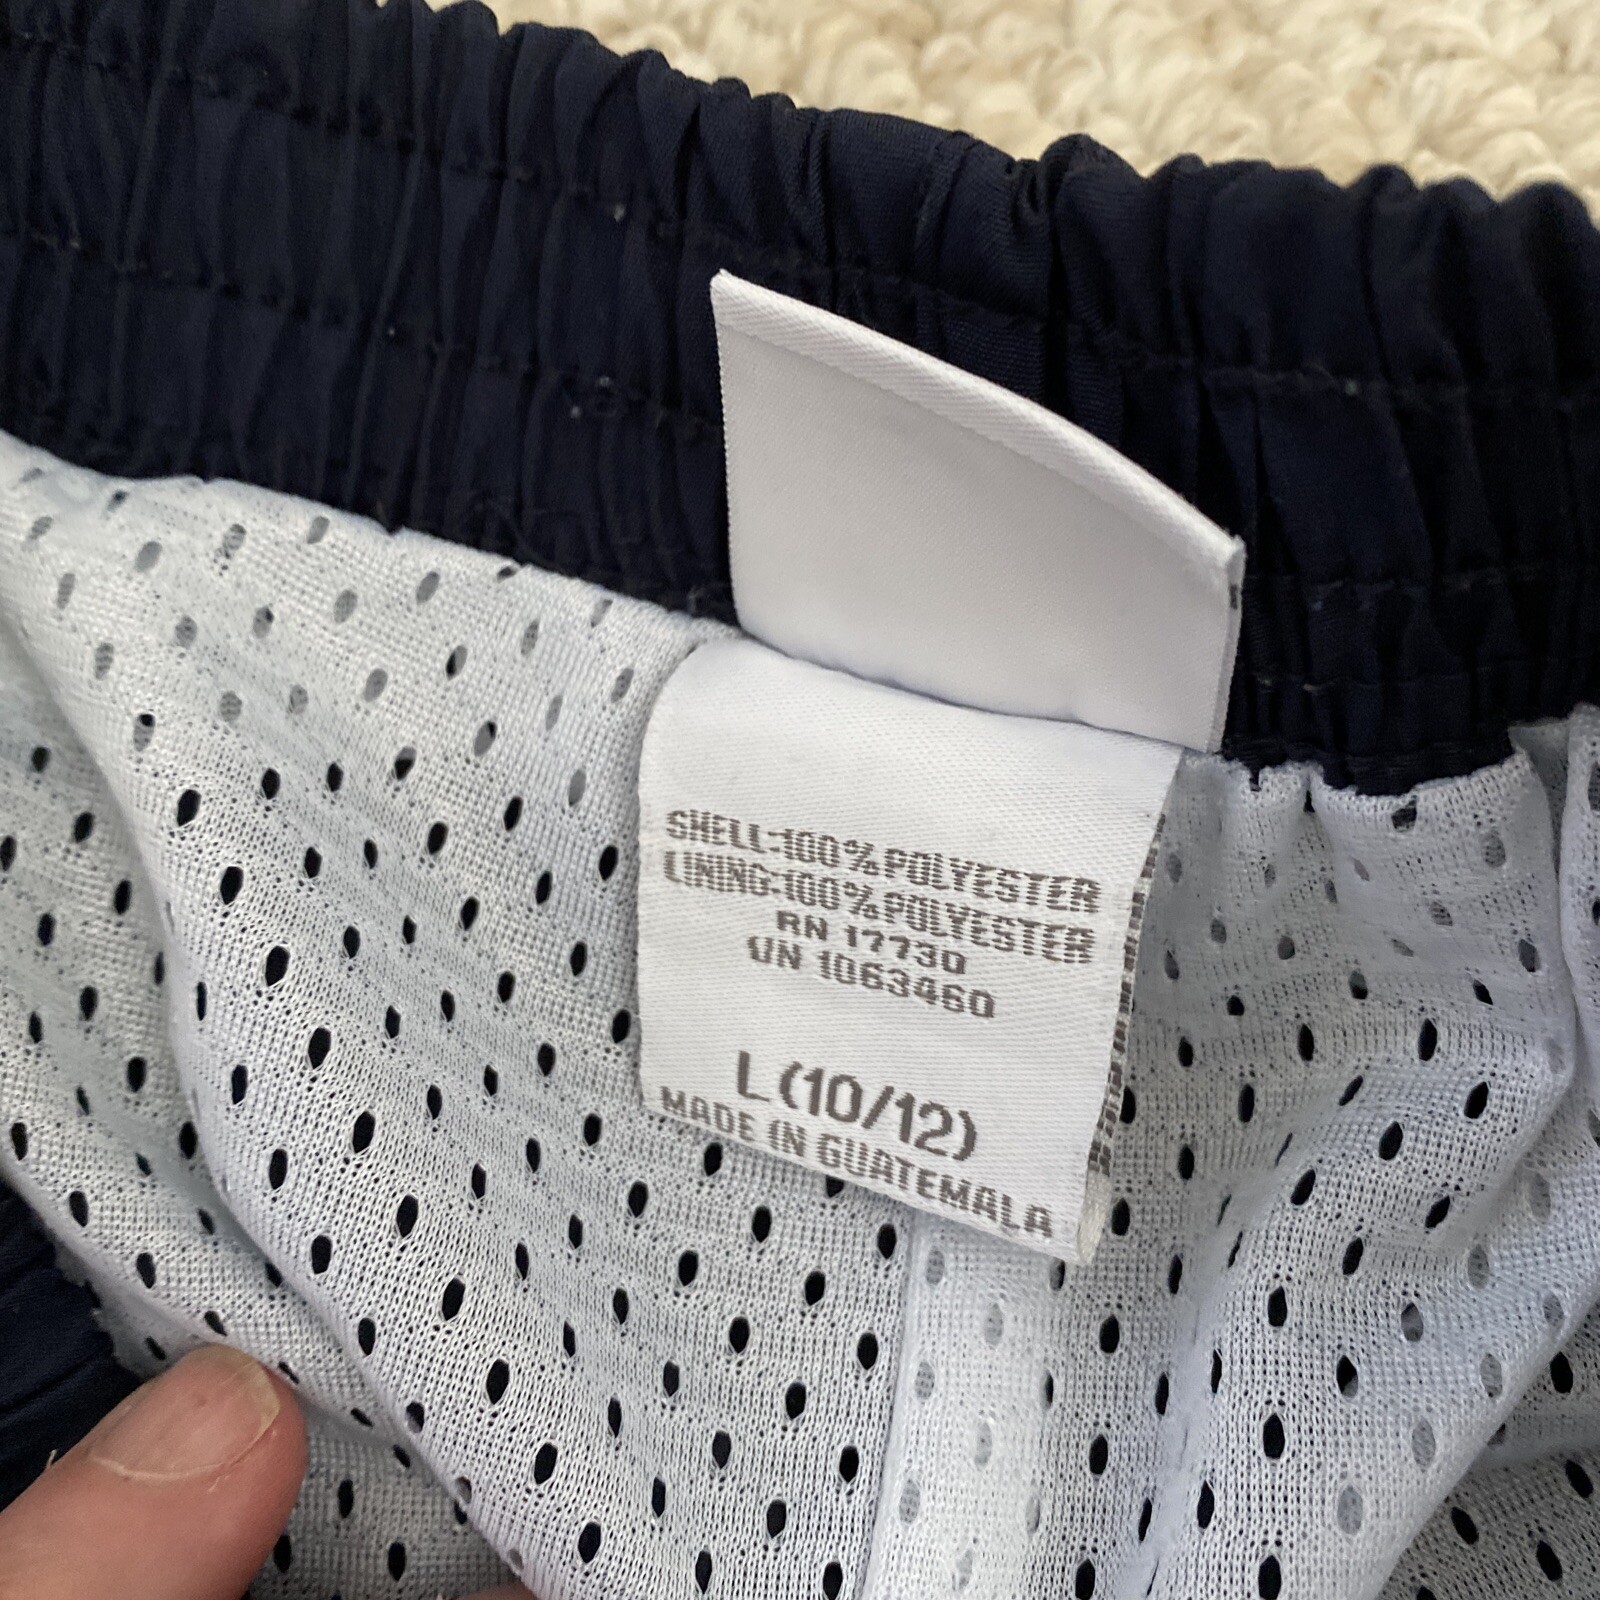 SHELL:100%POLYESTER
LINING:100%POLYESTER
RN 17730
UN 1063460
L (10/12)
MADE IN GUATEMALA